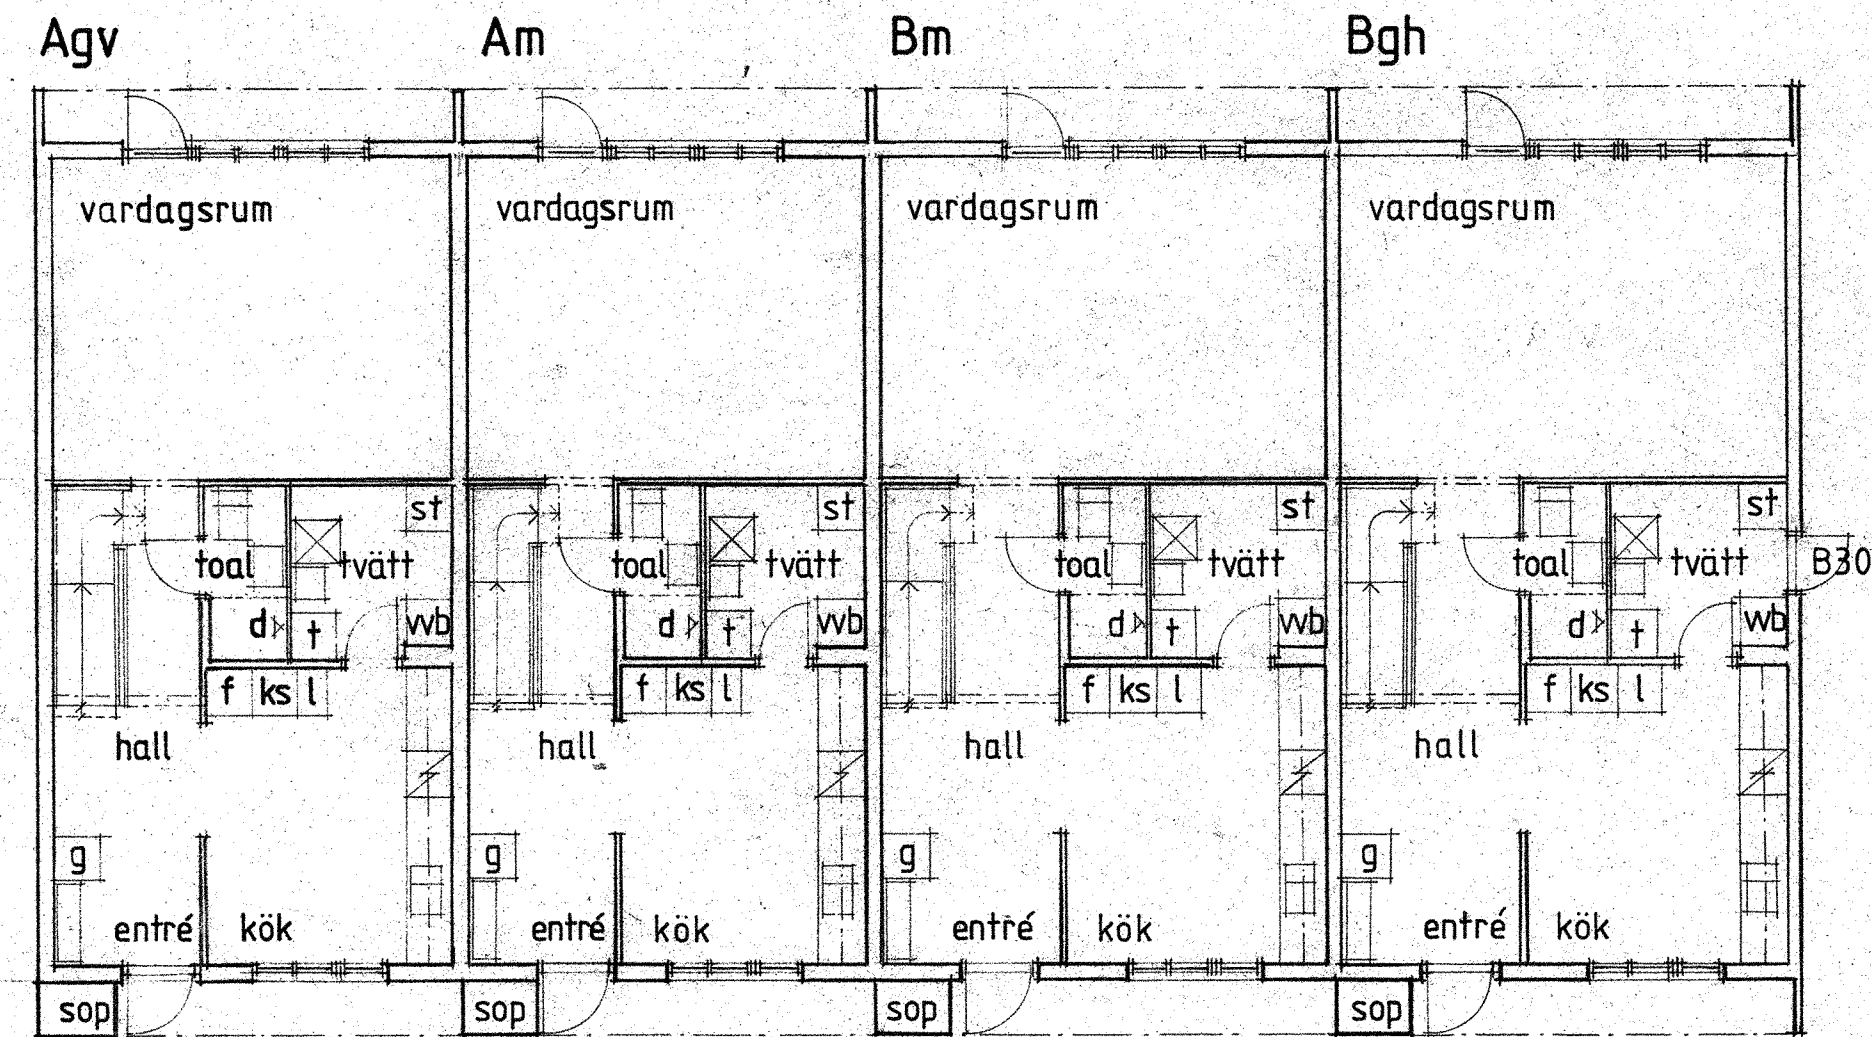 Agv Am Bm Bgh
vardagsrum vardagsrum vardagsrum vardagsrum
st st st st
toal tvätt toal tvätt toal tvätt toal tvätt B30
d t vvb d t vvb d t vvb d t vvb
f ks l f ks l f ks l f ks l
hall hall hall hall
g g g g
entré kök entré kök entré kök entré kök
sop sop sop sop